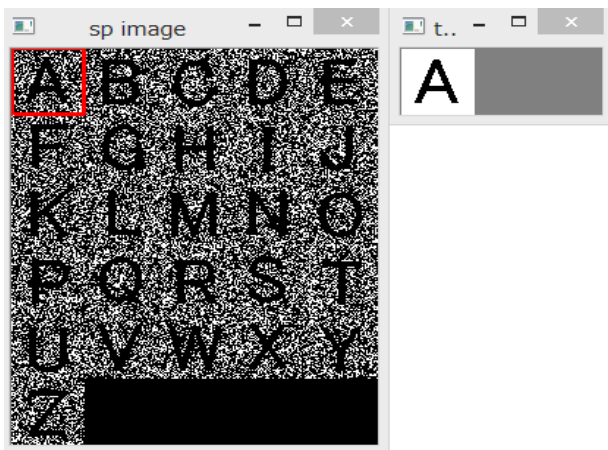 sp image
t..
A B C D E
F G H I J
K L M N O
P Q R S T
U V W X Y
Z
A